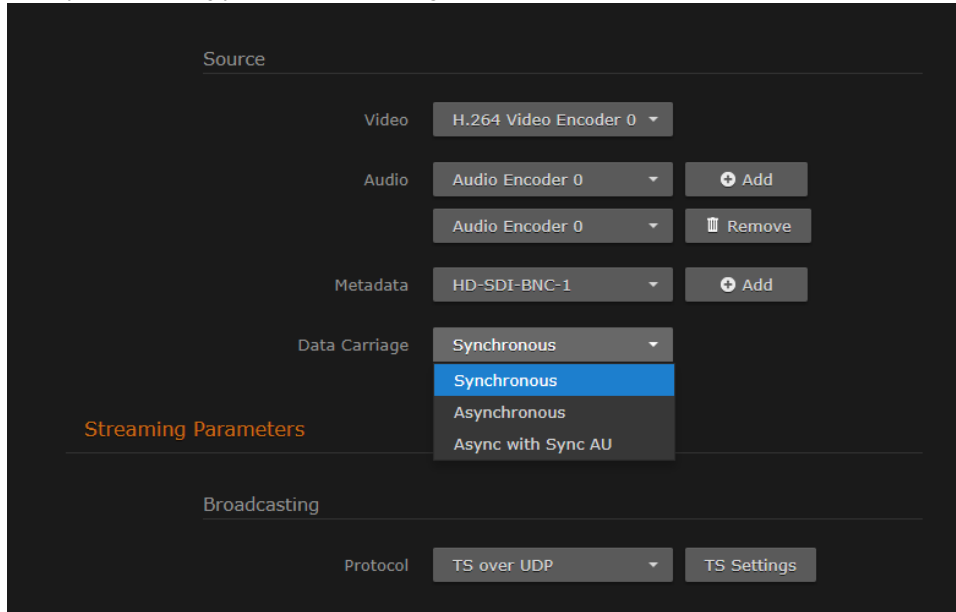 Source
Video H.264 Video Encoder 0
Audio Audio Encoder 0 Add
Audio Encoder 0 Remove
Metadata HD-SDI-BNC-1 Add
Data Carriage Synchronous
Synchronous
Asynchronous
Async with Sync AU
Streaming Parameters
Broadcasting
Protocol TS over UDP TS Settings